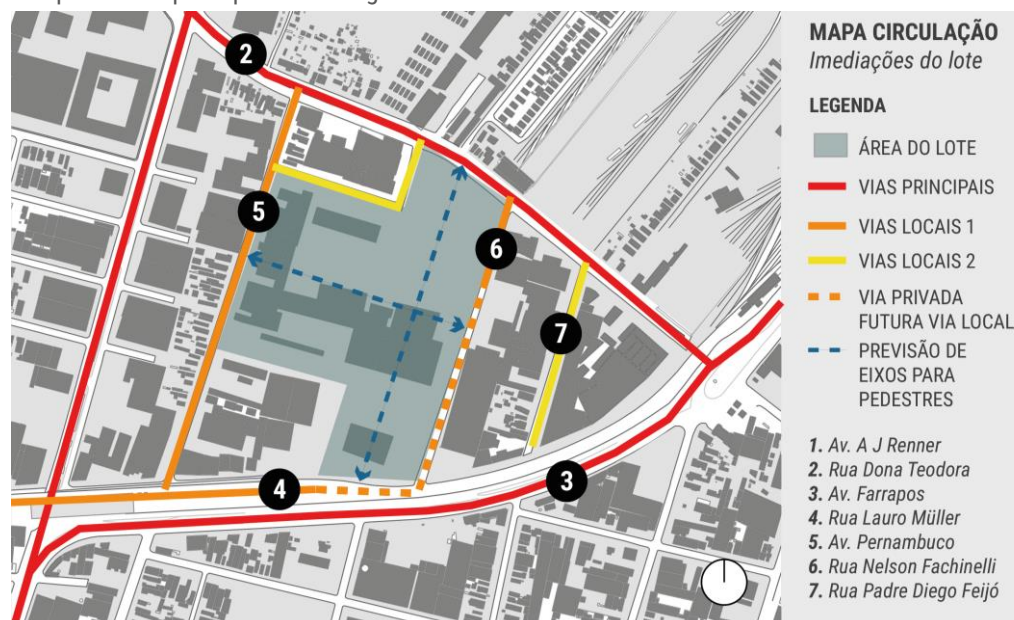 2
5
6
7
4
3
MAPA CIRCULAÇÃO
Imediações do lote
LEGENDA
ÁREA DO LOTE
VIAS PRINCIPAIS
VIAS LOCAIS 1
VIAS LOCAIS 2
VIA PRIVADA
FUTURA VIA LOCAL
PREVISÃO DE
EIXOS PARA
PEDESTRES
1. Av. A J Renner
2. Rua Dona Teodora
3. Av. Farrapos
4. Rua Lauro Müller
5. Av. Pernambuco
6. Rua Nelson Fachinelli
7. Rua Padre Diego Feijó